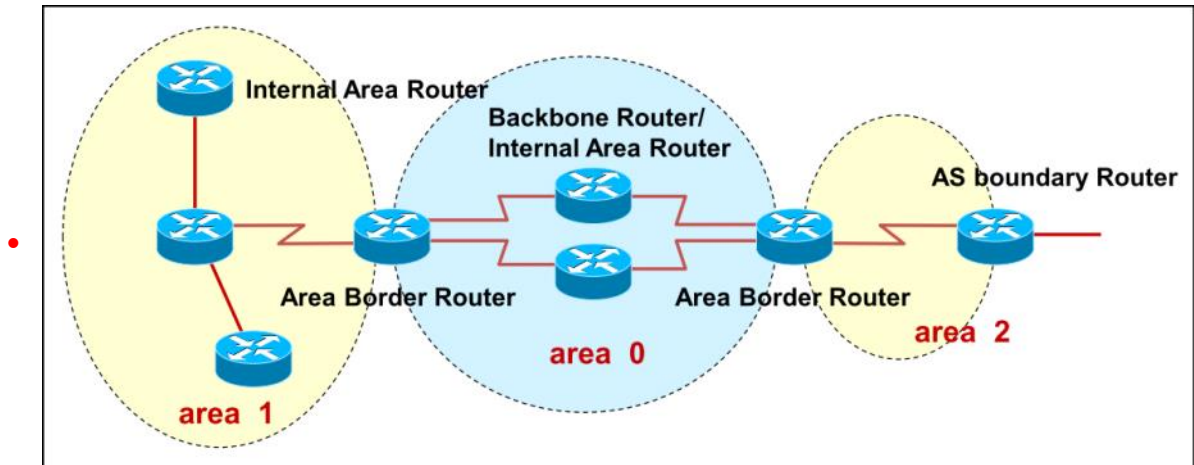 Internal Area Router
Backbone Router/
Internal Area Router
AS boundary Router
Area Border Router
Area Border Router
area 0
area 2
area 1